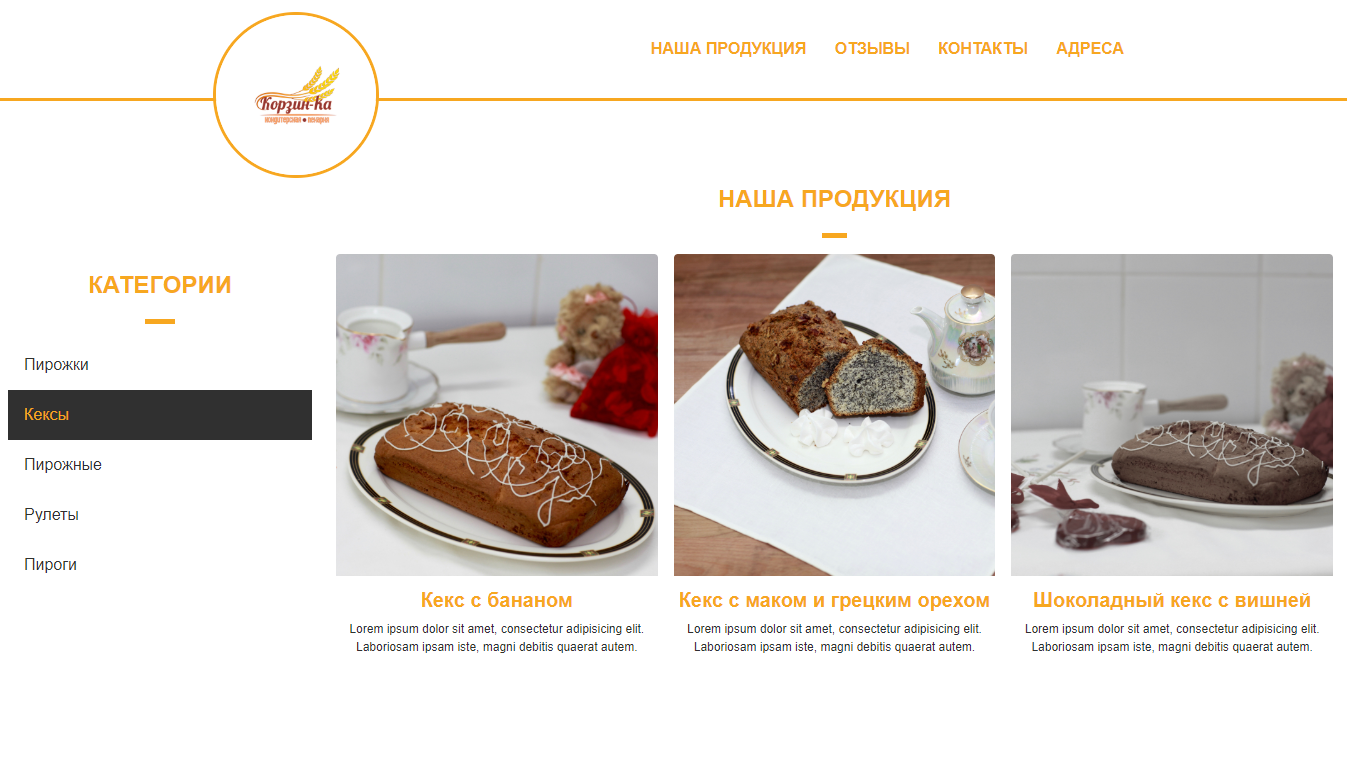 НАША ПРОДУКЦИЯ ОТЗЫВЫ КОНТАКТЫ АДРЕСА
Корзин-Ка
кондитерская • пекарня
НАША ПРОДУКЦИЯ
КАТЕГОРИИ
Пирожки
Кексы
Пирожные
Рулеты
Пироги
Кекс с бананом
Lorem ipsum dolor sit amet, consectetur adipisicing elit.
Laboriosam ipsam iste, magni debitis quaerat autem.
Кекс с маком и грецким орехом
Lorem ipsum dolor sit amet, consectetur adipisicing elit.
Laboriosam ipsam iste, magni debitis quaerat autem.
Шоколадный кекс с вишней
Lorem ipsum dolor sit amet, consectetur adipisicing elit.
Laboriosam ipsam iste, magni debitis quaerat autem.